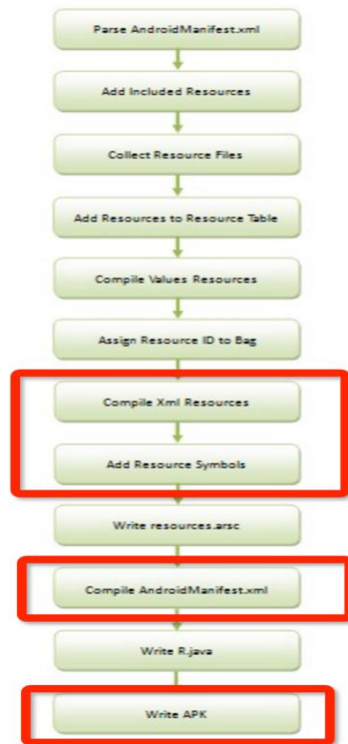 Parse AndroidManifest.xml
Add Included Resources
Collect Resource Files
Add Resources to Resource Table
Compile Values Resources
Assign Resource ID to Bag
Compile Xml Resources
Add Resource Symbols
Write resources.arsc
Compile AndroidManifest.xml
Write R.java
Write APK